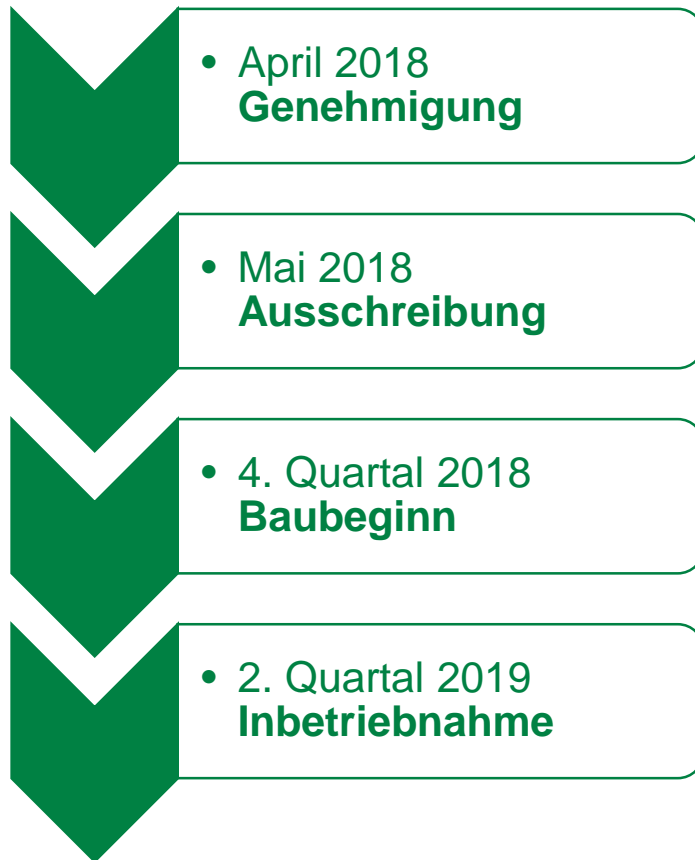 • April 2018
Genehmigung
• Mai 2018
Ausschreibung
• 4. Quartal 2018
Baubeginn
• 2. Quartal 2019
Inbetriebnahme